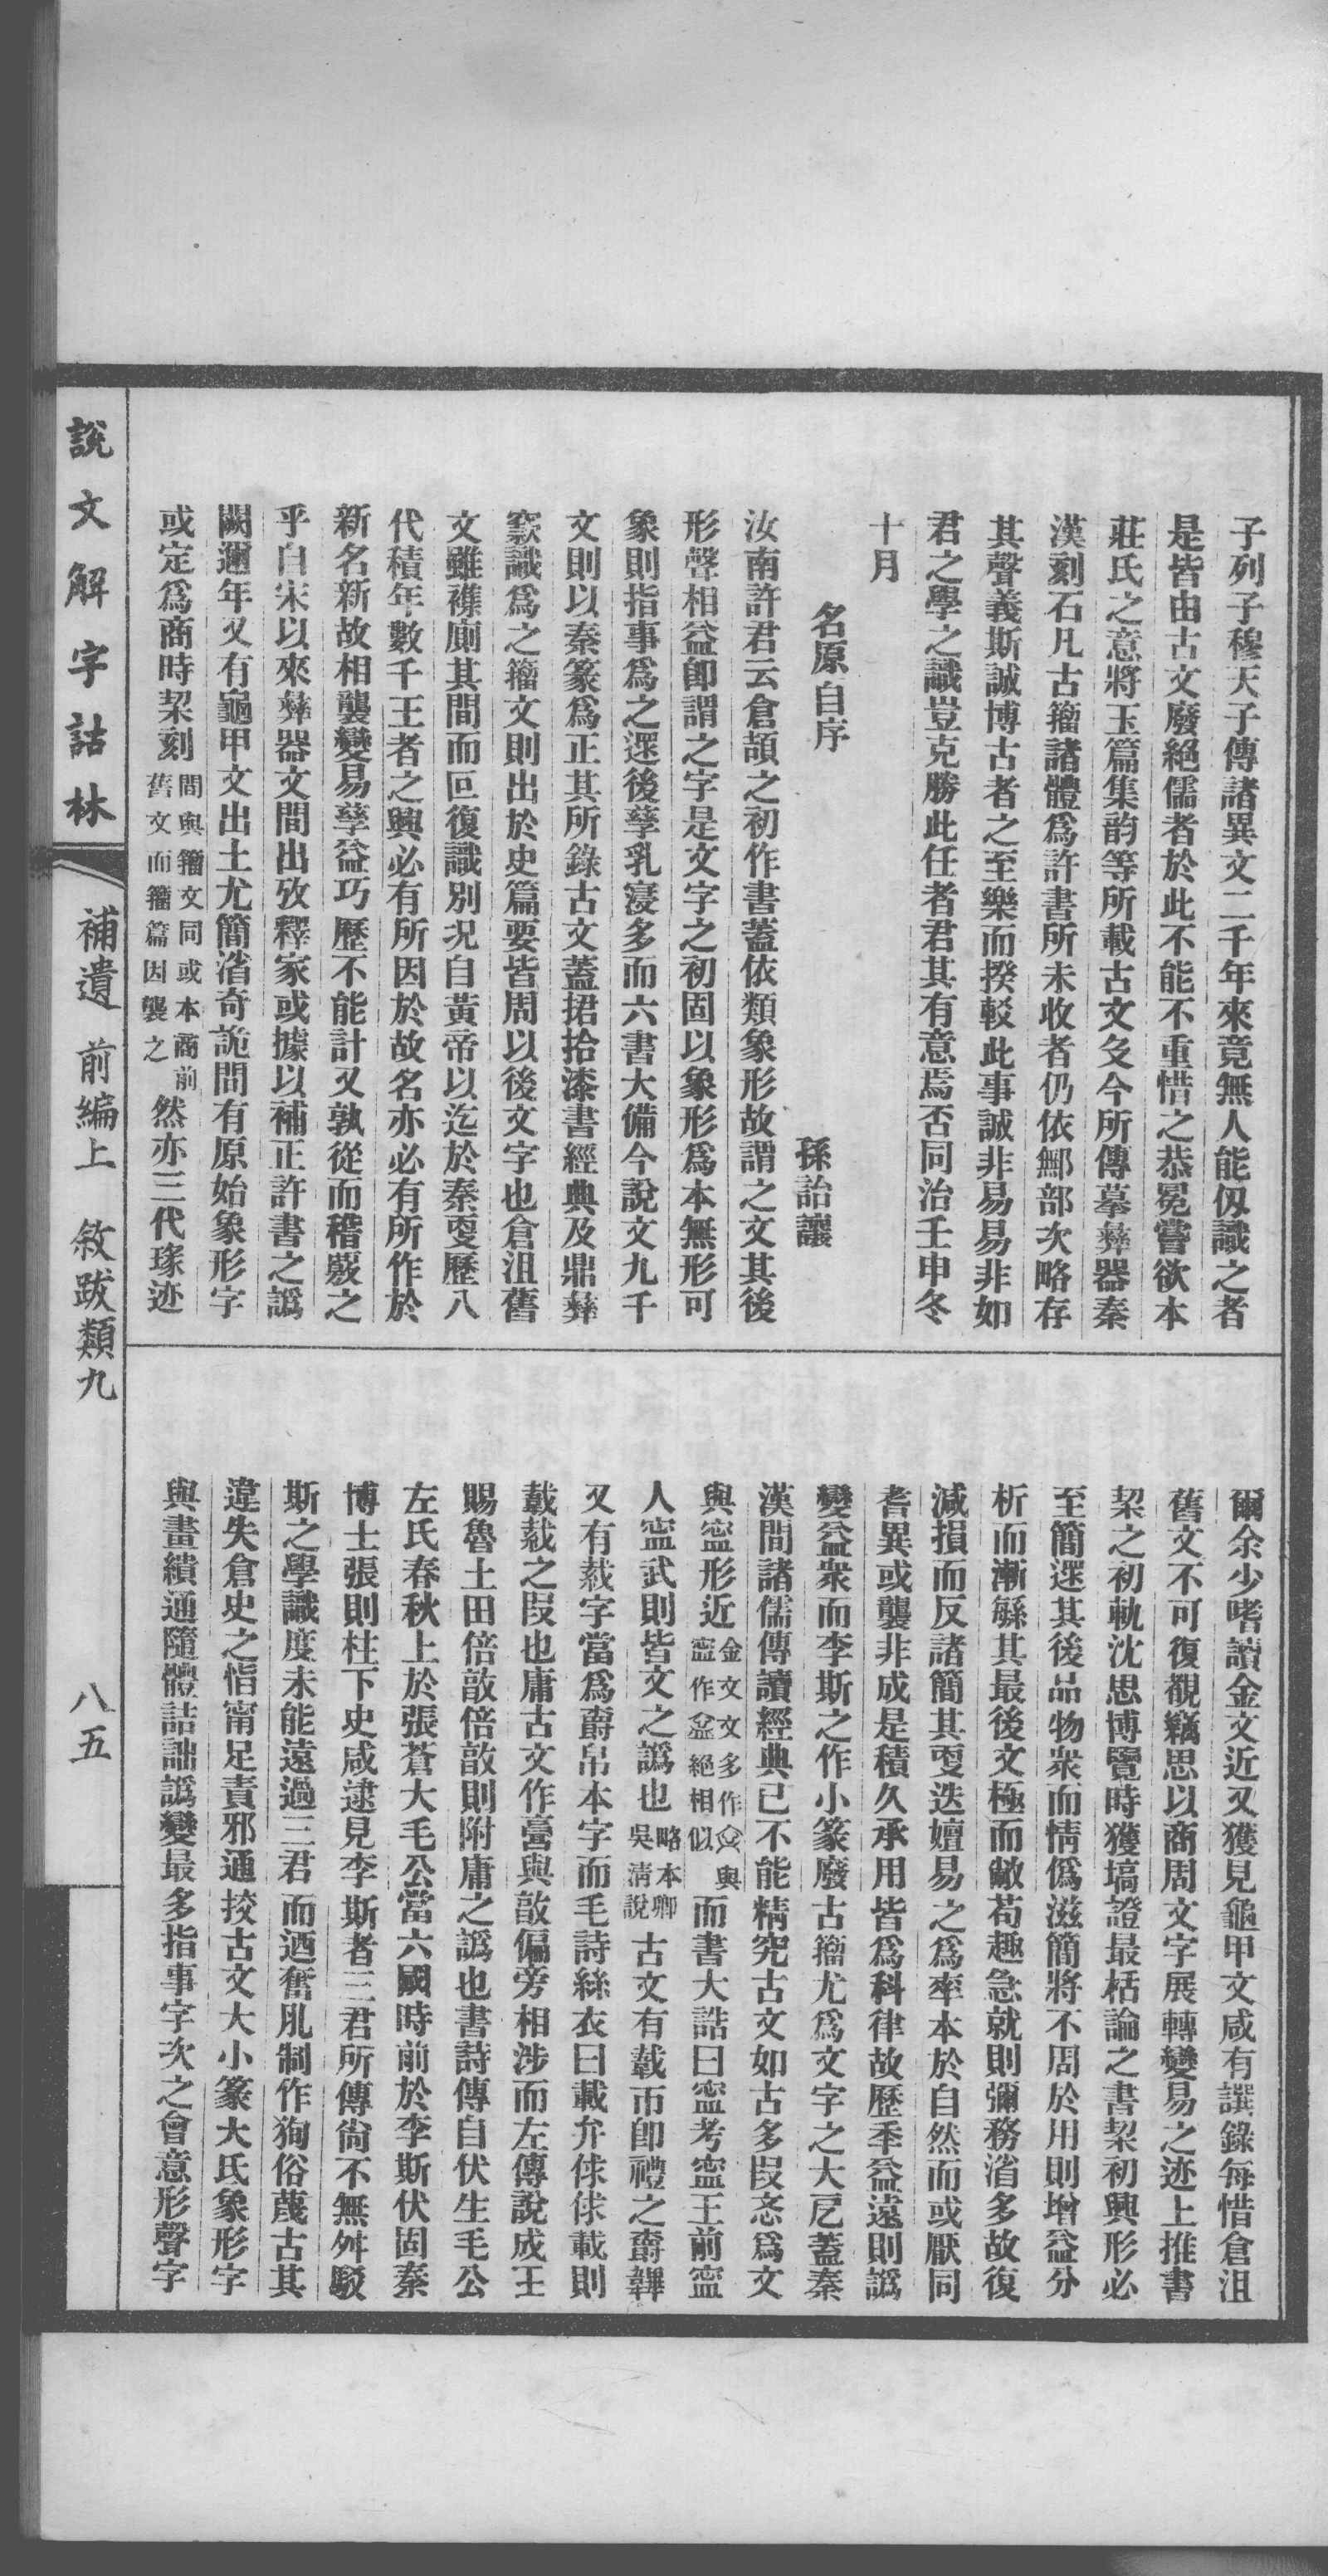 子列子穆天子傳諸異文二千年來竟無人能仞識之者
是皆由古文廢絕儒者於此不能不重惜之恭冕嘗欲本
莊氏之意將玉篇集韵等所載古文及今所傳摹彝器秦
漢刻石凡古籒諸體爲許書所未收者仍依鄦部次略存
其聲義斯誠博古者之至樂而揆較此事誠非易易非如
君之學之識豈克勝此任者君其有意焉否同治壬申冬
十月
名原自序
孫詒讓
汝南許君云倉頡之初作書蓋依類象形故謂之文其後
形聲相益卽謂之字是文字之初固以象形爲本無形可
象則指事爲之遝後孳乳寖多而六書大備今說文九千
文則以秦篆爲正其所錄古文蓋捃拾漆書經典及鼎彝
窾識爲之籒文則出於史篇要皆周以後文字也倉沮舊
文雖襍廁其間而叵復識別況自黃帝以迄於秦㪅歷八
代積年數千王者之興必有所因於故名亦必有所作於
新名新故相襲變易孳益巧歷不能計又孰從而稽覈之
乎自宋以來彝器文間出攷釋家或據以補正許書之譌
闕邇年又有龜甲文出土尤簡渻奇詭間有原始象形字
或定爲商時栔刻間與籒文同或本商前舊文而籒篇因襲之然亦三代瑑迹
爾余少嗜讀金文近又獲見龜甲文咸有譔錄每惜倉沮
舊文不可復覩竊思以商周文字展轉變易之迹上推書
栔之初軌沈思博覽時獲塙證最栝論之書栔初興形必
至簡遝其後品物衆而情僞滋簡將不周於用則增益分
析而漸緐其最後文極而敝苟趣急就則彌務渻多故復
減損而反諸簡其㪅迭嬗易之爲率本於自然而或厭同
耆異或襲非成是積久承用皆爲科律故歷季益遠則譌
變益衆而李斯之作小篆廢古籒尤爲文字之大戹蓋秦
漢間諸儒傳讀經典已不能精究古文如古多叚忞爲文
與寍形近金文文多作與寍作絕相似而書大誥曰寍考寍王前寍
人寍武則皆文之譌也略本吳淸卿說古文有韨巿卽禮之齋韠
又有韨字當爲齋帛本字而毛詩絲衣曰載弁俅俅載則
韨韨之叚也庸古文作𩫖與敦偏旁相涉而左傳說成王
賜魯土田倍敦倍敦則附庸之譌也書詩傳自伏生毛公
左氏春秋上於張蒼大毛公當六國時前於李斯伏固秦
博士張則柱下史咸逮見李斯者三君所傳尙不無舛駁
斯之學識度未能遠過三君而迺奮肊制作徇俗蔑古其
違失倉史之恉甯足責邪通挍古文大小篆大氐象形字
與畫繢通隨體詰詘譌變最多指事字次之會意形聲字
說文解字詁林
補遺 前編上 敘跋類九
八五